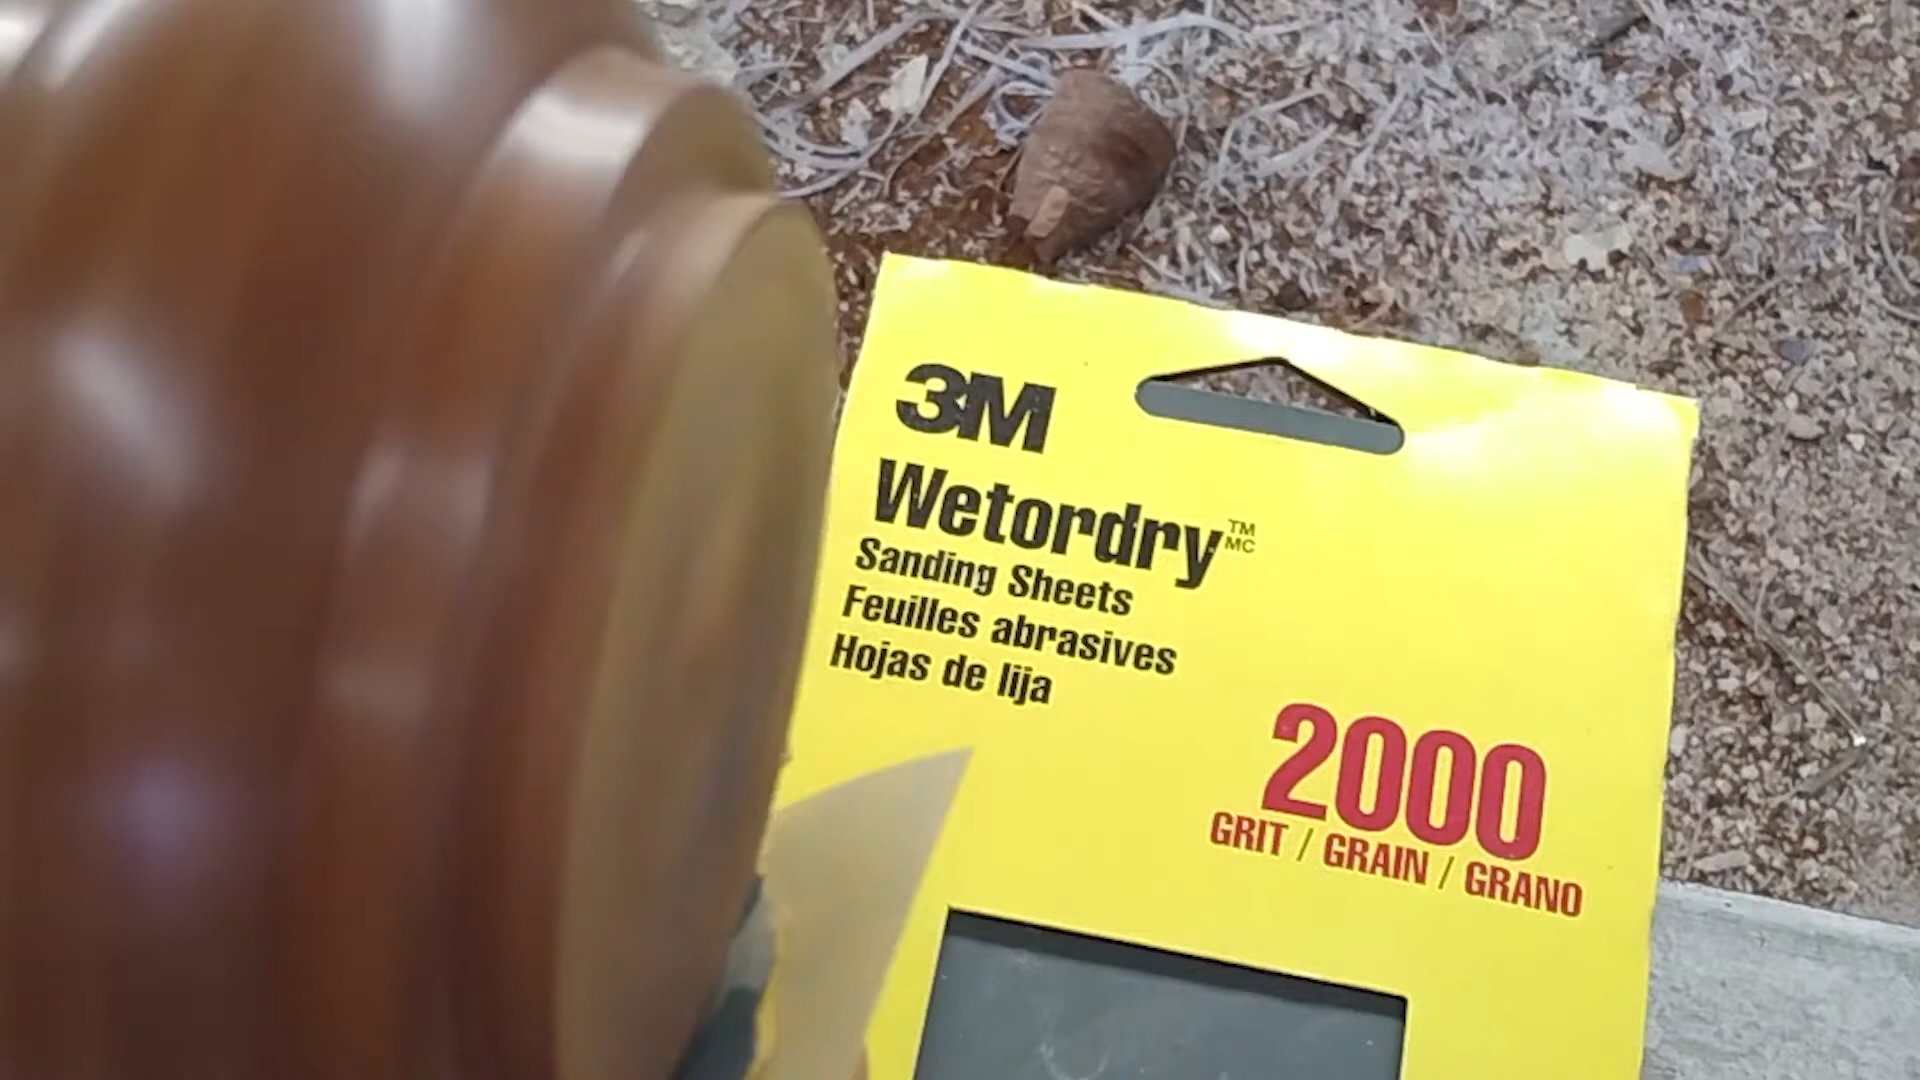 3M
Wetordry™ MC
Sanding Sheets
Feuilles abrasives
Hojas de lija
2000
GRIT / GRAIN / GRANO